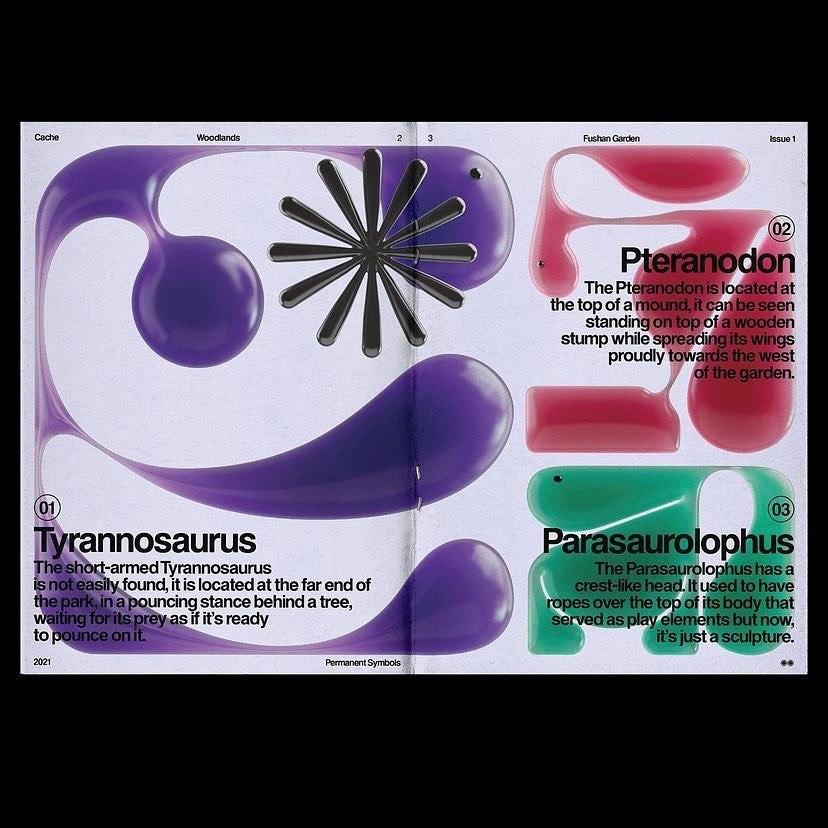 Cache
Woodlands
2
3
Fushan Garden
Issue 1
01
Tyrannosaurus
The short-armed Tyrannosaurus
is not easily found, it is located at the far end of
the park, in a pouncing stance behind a tree,
waiting for its prey as if it's ready
to pounce on it.
02
Pteranodon
The Pteranodon is located at
the top of a mound, it can be seen
standing on top of a wooden
stump while spreading its wings
proudly towards the west
of the garden.
03
Parasaurolophus
The Parasaurolophus has a
crest-like head. It used to have
ropes over the top of its body that
served as play elements but now,
it's just a sculpture.
2021
Permanent Symbols